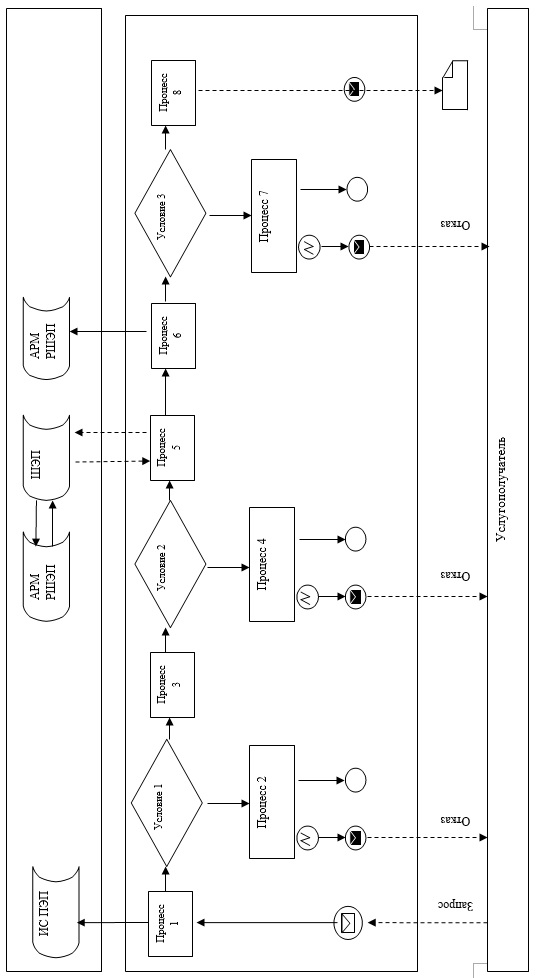 ИС ПЭП
АРМ
РШЭП
ШЭП
АРМ
РШЭП
Процесс
1
Условие 1
Процесс
3
Условие 2
Процесс
5
Процесс
6
Условие 3
Процесс
8
Процесс 2
Процесс 4
Процесс 7
Запрос
Отказ
Отказ
Отказ
Услугополучатель